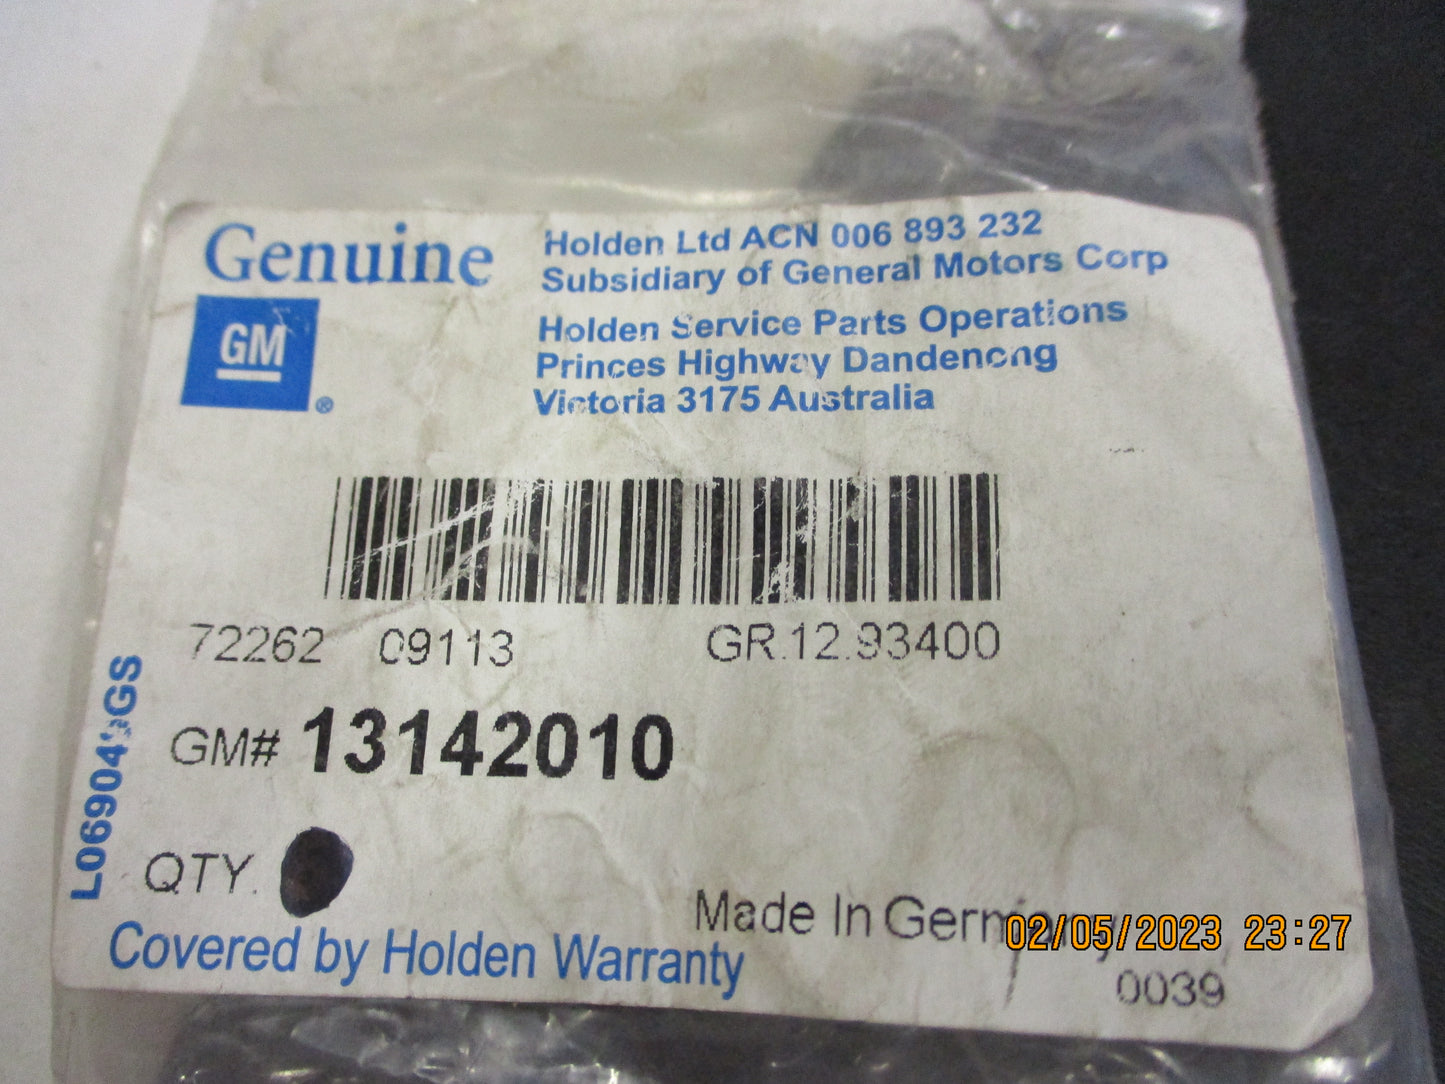 Genuine
GM
®
Holden Ltd ACN 006 893 232
Subsidiary of General Motors Corp
Holden Service Parts Operations
Princes Highway Dandenong
Victoria 3175 Australia
72262 09113 GR.12.93400
GM# 13142010
QTY.
Made In Germany
0039
Covered by Holden Warranty
02/05/2023 23:27